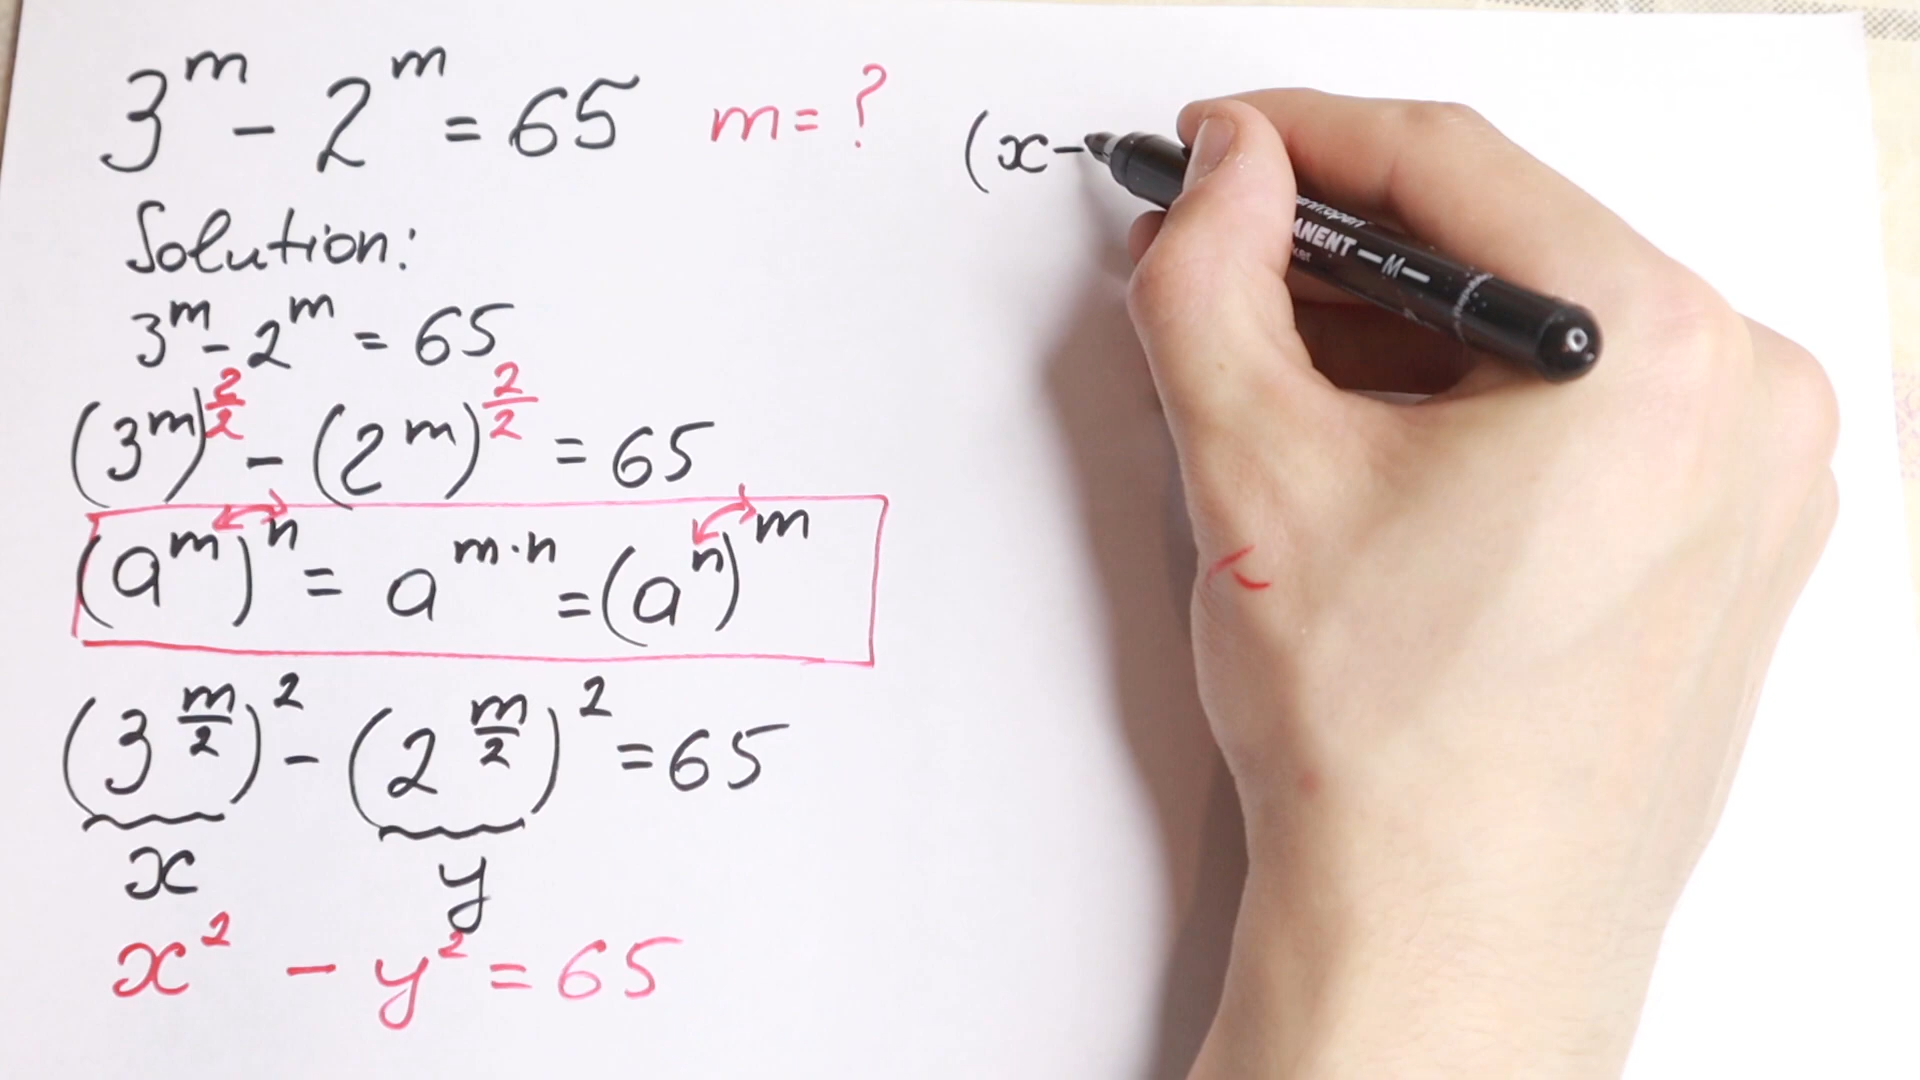 3^m - 2^m = 65 m = ?
Solution:
3^m - 2^m = 65
(3^m)^(2/2) - (2^m)^(2/2) = 65
(a^m)^n = a^(m·n) = (a^n)^m
(3^(m/2))^2 - (2^(m/2))^2 = 65
x y
x^2 - y^2 = 65
(x-
ANENT —M—